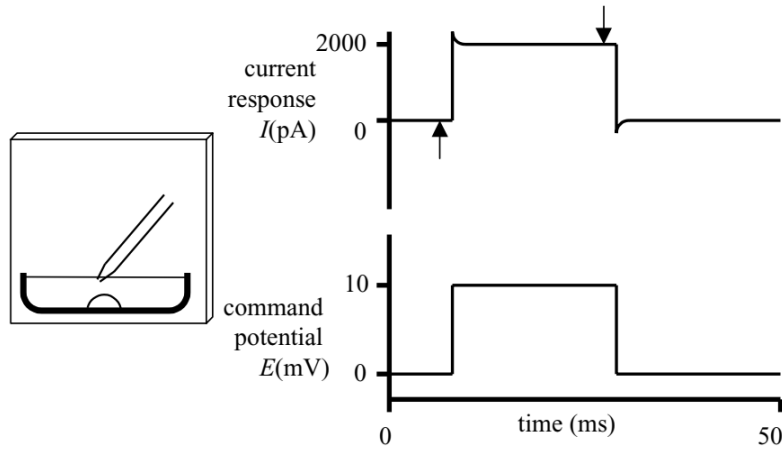 2000
current
response
I(pA)
0
10
command
potential
E(mV)
0
time (ms)
0
50